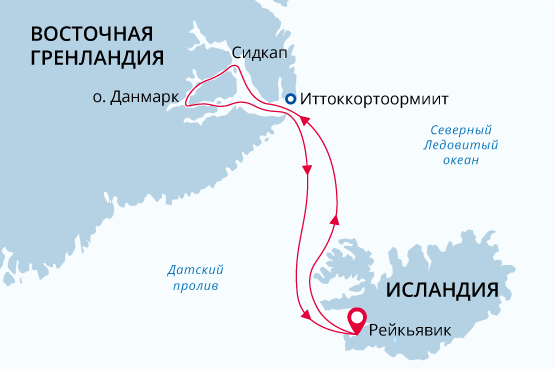 ВОСТОЧНАЯ
ГРЕНЛАНДИЯ
Сидкап
о. Данмарк
Иттоккортоормиит
Северный
Ледовитый
океан
Датский
пролив
ИСЛАНДИЯ
Рейкьявик